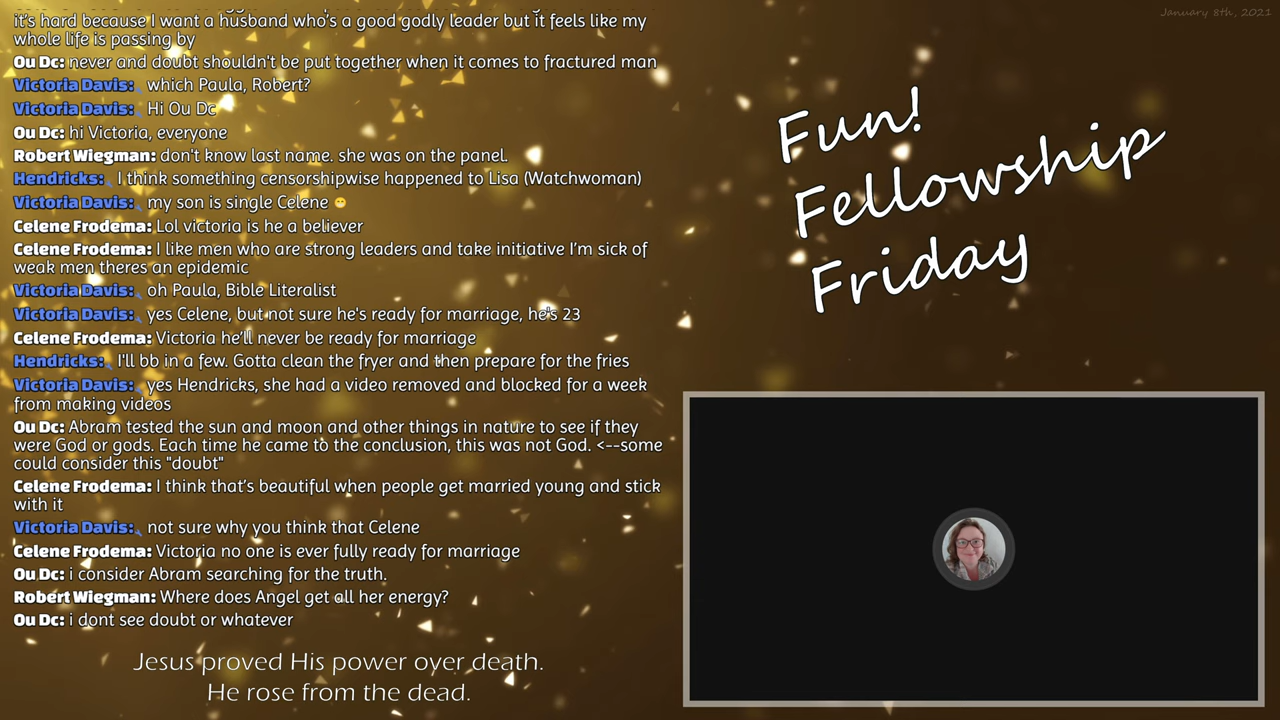 it's hard because I want a husband who's a good godly leader but it feels like my
whole life is passing by
Ou Dc: never and doubt shouldn't be put together when it comes to fractured man
Victoria Davis: which Paula, Robert?
Victoria Davis: Hi Ou Dc
Ou Dc: hi Victoria, everyone
Robert Wiegman: don't know last name. she was on the panel.
Hendricks: I think something censorshipwise happened to Lisa (Watchwoman)
Victoria Davis: my son is single Celene 😁
Celene Frodema: Lol victoria is he a believer
Celene Frodema: I like men who are strong leaders and take initiative I'm sick of
weak men theres an epidemic
Victoria Davis: oh Paula, Bible Literalist
Victoria Davis: yes Celene, but not sure he's ready for marriage, he's 23
Celene Frodema: Victoria he'll never be ready for marriage
Hendricks: I'll bb in a few. Gotta clean the fryer and then prepare for the fries
Victoria Davis: yes Hendricks, she had a video removed and blocked for a week
from making videos
Ou Dc: Abram tested the sun and moon and other things in nature to see if they
were God or gods. Each time he came to the conclusion, this was not God. <--some
could consider this "doubt"
Celene Frodema: I think that's beautiful when people get married young and stick
with it
Victoria Davis: not sure why you think that Celene
Celene Frodema: Victoria no one is ever fully ready for marriage
Ou Dc: i consider Abram searching for the truth.
Robert Wiegman: Where does Angel get all her energy?
Ou Dc: i dont see doubt or whatever
Jesus proved His power over death.
He rose from the dead.
January 8th, 2021
Fun!
Fellowship
Friday